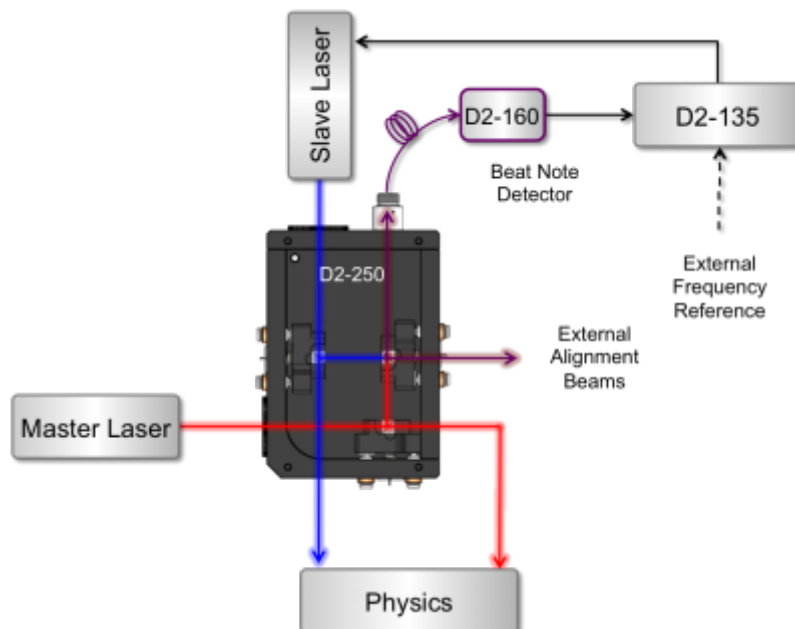 Slave Laser
D2-160
D2-135
Beat Note
Detector
D2-250
External
Frequency
Reference
External
Alignment
Beams
Master Laser
Physics